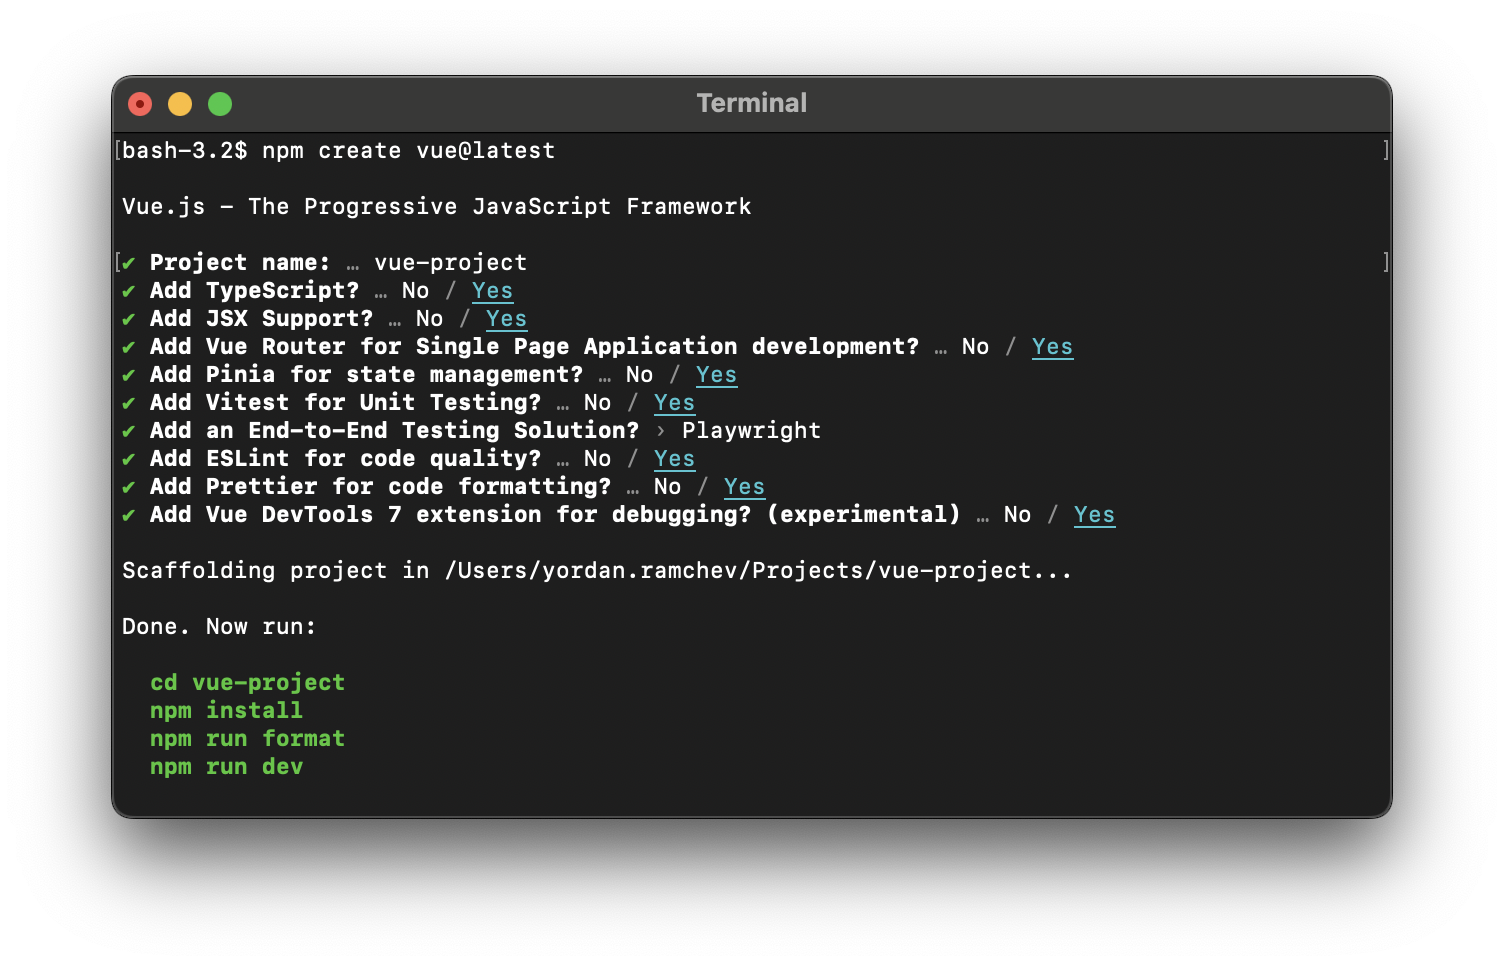 Terminal
[bash-3.2$ npm create vue@latest ]
Vue.js - The Progressive JavaScript Framework
[✔ Project name: … vue-project ]
✔ Add TypeScript? … No / Yes
✔ Add JSX Support? … No / Yes
✔ Add Vue Router for Single Page Application development? … No / Yes
✔ Add Pinia for state management? … No / Yes
✔ Add Vitest for Unit Testing? … No / Yes
✔ Add an End-to-End Testing Solution? › Playwright
✔ Add ESLint for code quality? … No / Yes
✔ Add Prettier for code formatting? … No / Yes
✔ Add Vue DevTools 7 extension for debugging? (experimental) … No / Yes
Scaffolding project in /Users/yordan.ramchev/Projects/vue-project...
Done. Now run:
cd vue-project
npm install
npm run format
npm run dev